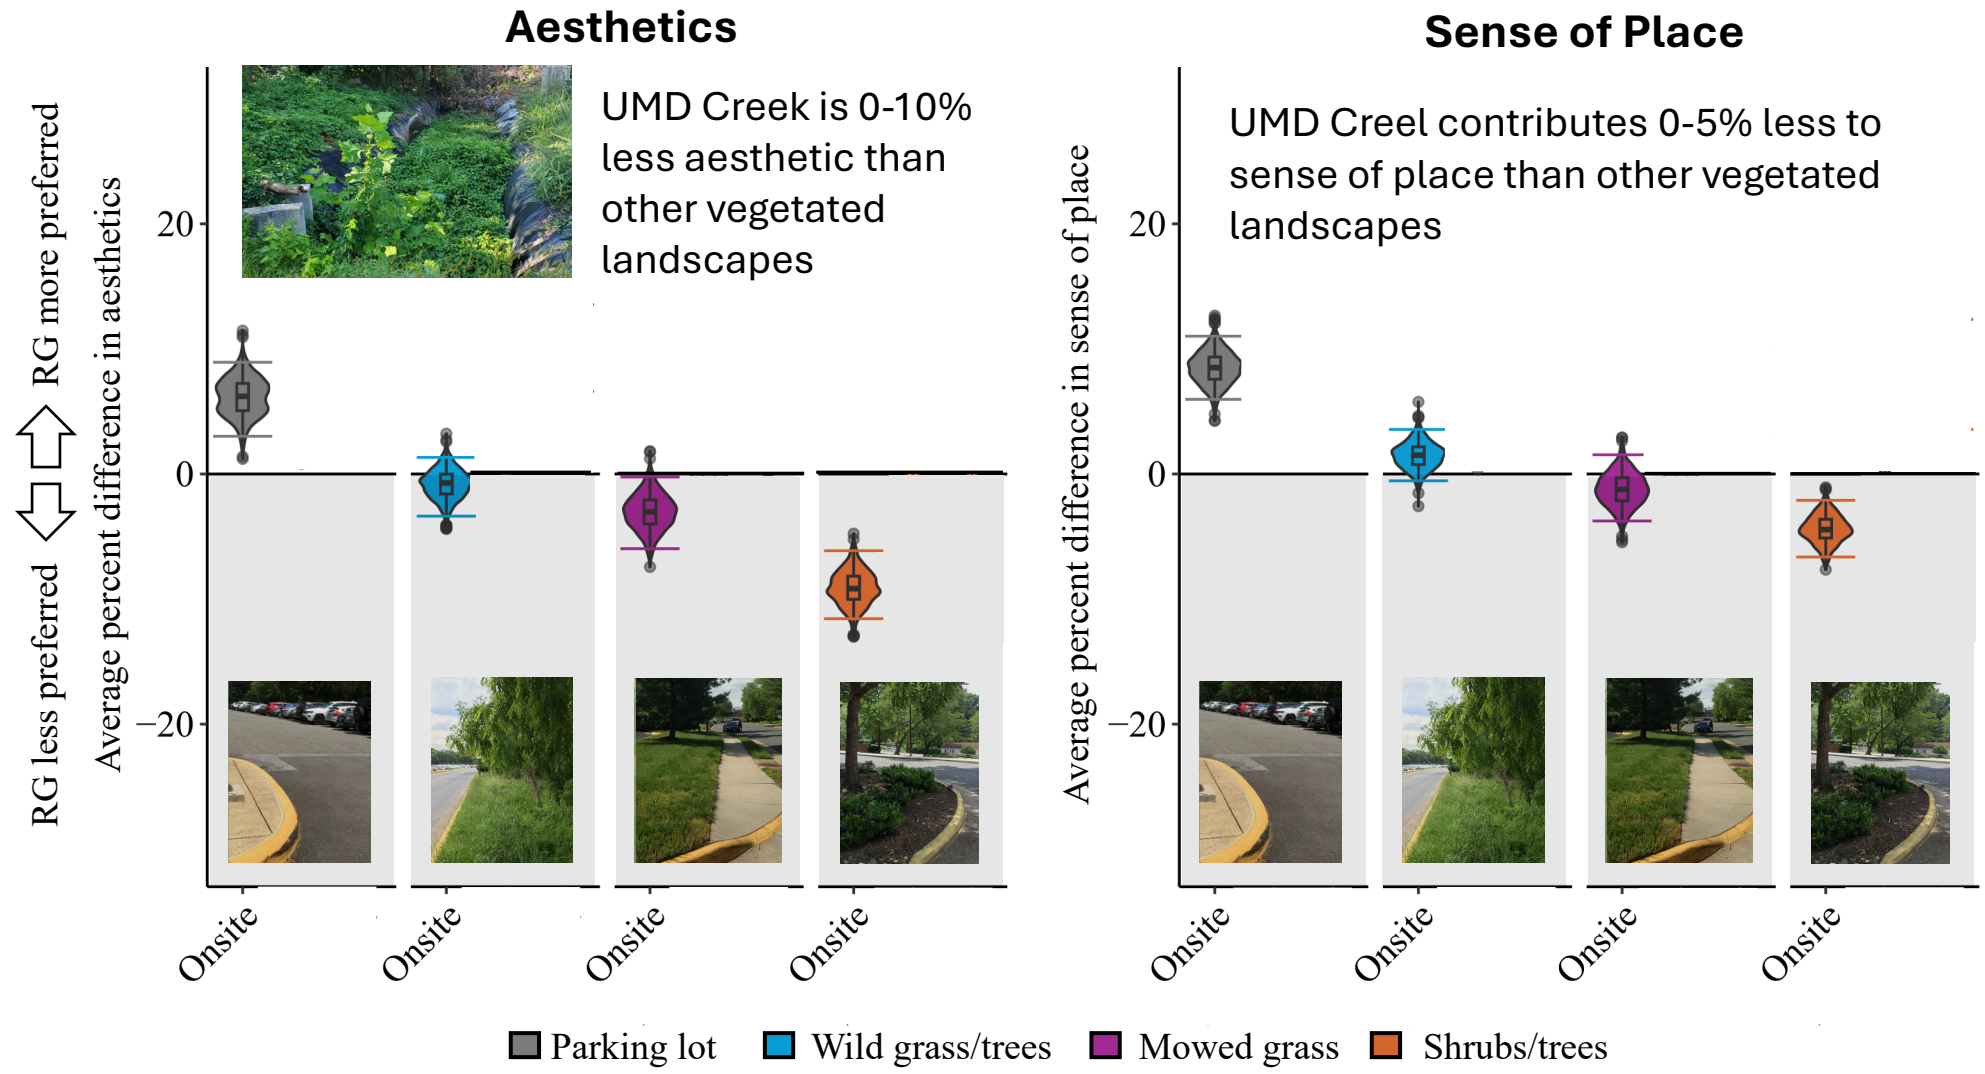 Aesthetics
UMD Creek is 0-10%
less aesthetic than
other vegetated
landscapes
RG more preferred
RG less preferred
Average percent difference in aesthetics
20
0
−20
Onsite
Onsite
Onsite
Onsite
Sense of Place
UMD Creel contributes 0-5% less to
sense of place than other vegetated
landscapes
Average percent difference in sense of place
20
0
−20
Onsite
Onsite
Onsite
Onsite
Parking lot
Wild grass/trees
Mowed grass
Shrubs/trees